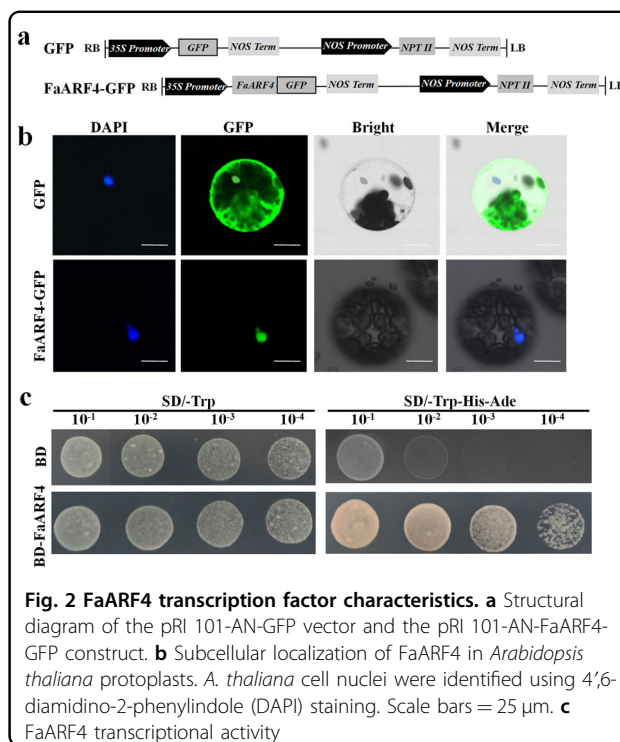 a
GFP RB 35S Promoter GFP NOS Term NOS Promoter NPT II NOS Term LB
FaARF4-GFP RB 35S Promoter FaARF4 GFP NOS Term NOS Promoter NPT II NOS Term LB
b
DAPI GFP Bright Merge
GFP
FaARF4-GFP
c
SD/-Trp SD/-Trp-His-Ade
10-1 10-2 10-3 10-4 10-1 10-2 10-3 10-4
BD
BD-FaARF4
Fig. 2 FaARF4 transcription factor characteristics. a Structural
diagram of the pRI 101-AN-GFP vector and the pRI 101-AN-FaARF4-
GFP construct. b Subcellular localization of FaARF4 in Arabidopsis
thaliana protoplasts. A. thaliana cell nuclei were identified using 4′,6-
diamidino-2-phenylindole (DAPI) staining. Scale bars = 25 μm. c
FaARF4 transcriptional activity